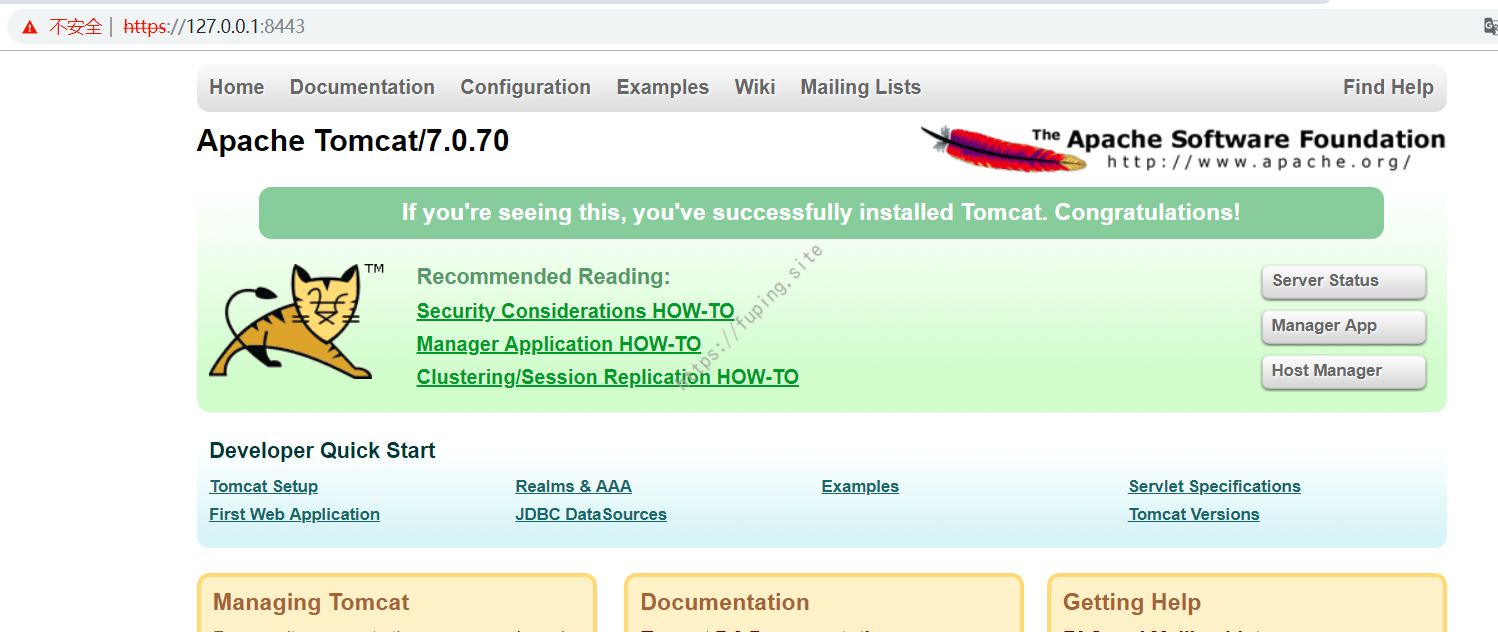 不安全 | https://127.0.0.1:8443
Home Documentation Configuration Examples Wiki Mailing Lists Find Help
Apache Tomcat/7.0.70
The Apache Software Foundation
http://www.apache.org/
If you're seeing this, you've successfully installed Tomcat. Congratulations!
TM
Recommended Reading:
Security Considerations HOW-TO
Manager Application HOW-TO
Clustering/Session Replication HOW-TO
https://fuping.site
Server Status
Manager App
Host Manager
Developer Quick Start
Tomcat Setup Realms & AAA Examples Servlet Specifications
First Web Application JDBC DataSources Tomcat Versions
Managing Tomcat Documentation Getting Help